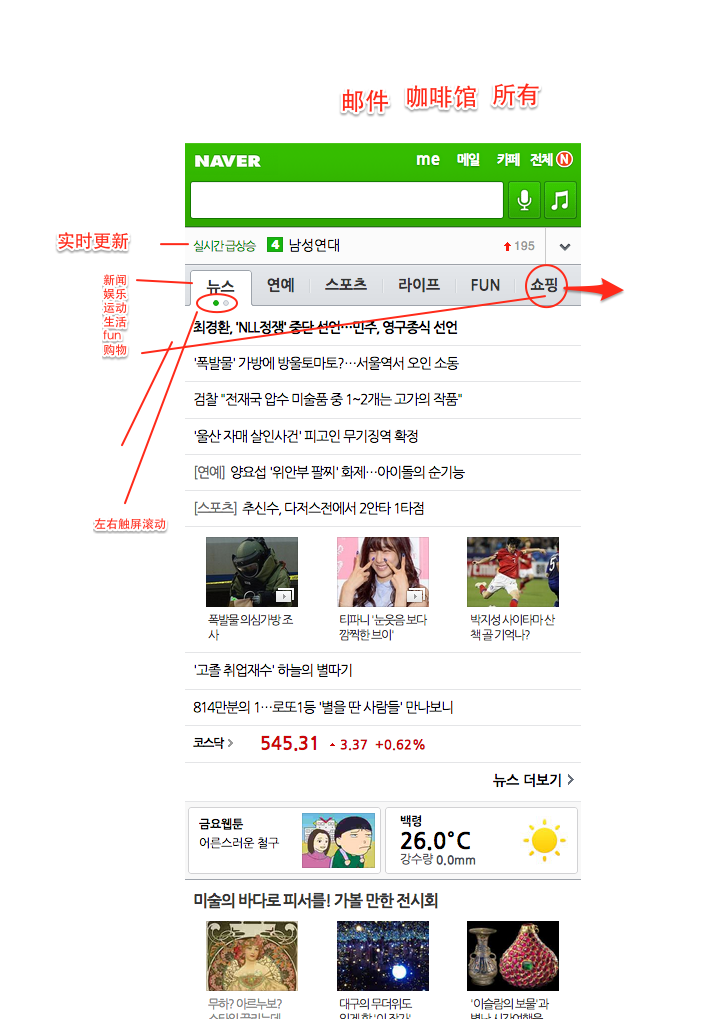 邮件 咖啡馆 所有
NAVER me 메일 카페 전체 N
实时更新
실시간 급상승 4 남성연대 195
新闻
娱乐
运动
生活
fun
购物
뉴스 연예 스포츠 라이프 FUN 쇼핑
최경환, 'NLL정쟁' 중단 선언…민주, 영구종식 선언
'폭발물' 가방에 방울토마토?…서울역서 오인 소동
검찰 "전재국 압수 미술품 중 1~2개는 고가의 작품"
'울산 자매 살인사건' 피고인 무기징역 확정
[연예] 양요섭 '위안부 팔찌' 화제…아이돌의 순기능
[스포츠] 추신수, 다저스전에서 2안타 1타점
左右触屏滚动
폭발물 의심가방 조
사
티파니 '눈웃음 보다
깜찍한 브이'
박지성 사이타마 산
책 골 기억나?
'고졸 취업재수' 하늘의 별따기
814만분의 1…로또1등 '별을 딴 사람들' 만나보니
코스닥 > 545.31 3.37 +0.62%
뉴스 더보기 >
금요웹툰
어른스러운 철구
백령
26.0°C
강수량 0.0mm
미술의 바다로 피서를! 가볼 만한 전시회
무하? 아르누보?
대구의 무더위도
'이슬람의 보물'과